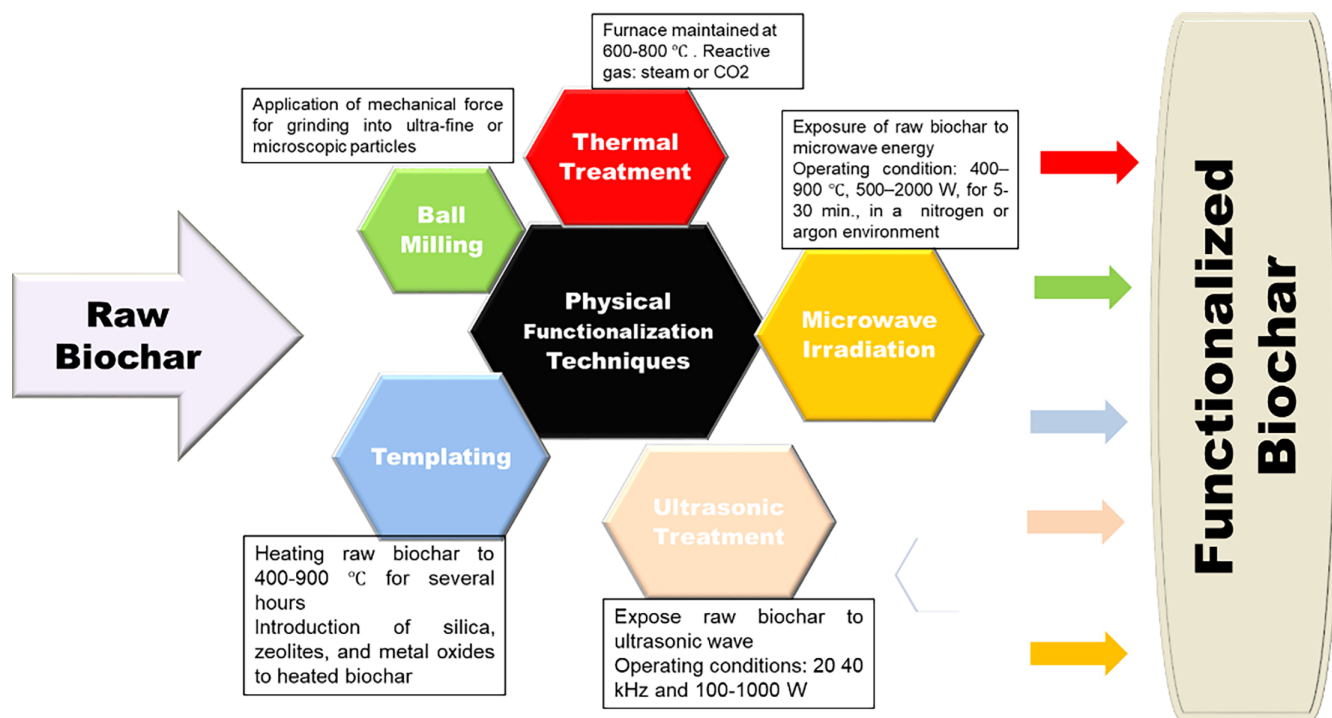 Furnace maintained at
600-800 ℃ . Reactive
gas: steam or CO2
Application of mechanical force
for grinding into ultra-fine or
microscopic particles
Thermal
Treatment
Exposure of raw biochar to
microwave energy
Operating condition: 400–
900 ℃, 500–2000 W, for 5-
30 min., in a nitrogen or
argon environment
Ball
Milling
Raw
Biochar
Physical
Functionalization
Techniques
Microwave
Irradiation
Templating
Ultrasonic
Treatment
Heating raw biochar to
400-900 ℃ for several
hours
Introduction of silica,
zeolites, and metal oxides
to heated biochar
Expose raw biochar to
ultrasonic wave
Operating conditions: 20 40
kHz and 100-1000 W
Functionalized
Biochar